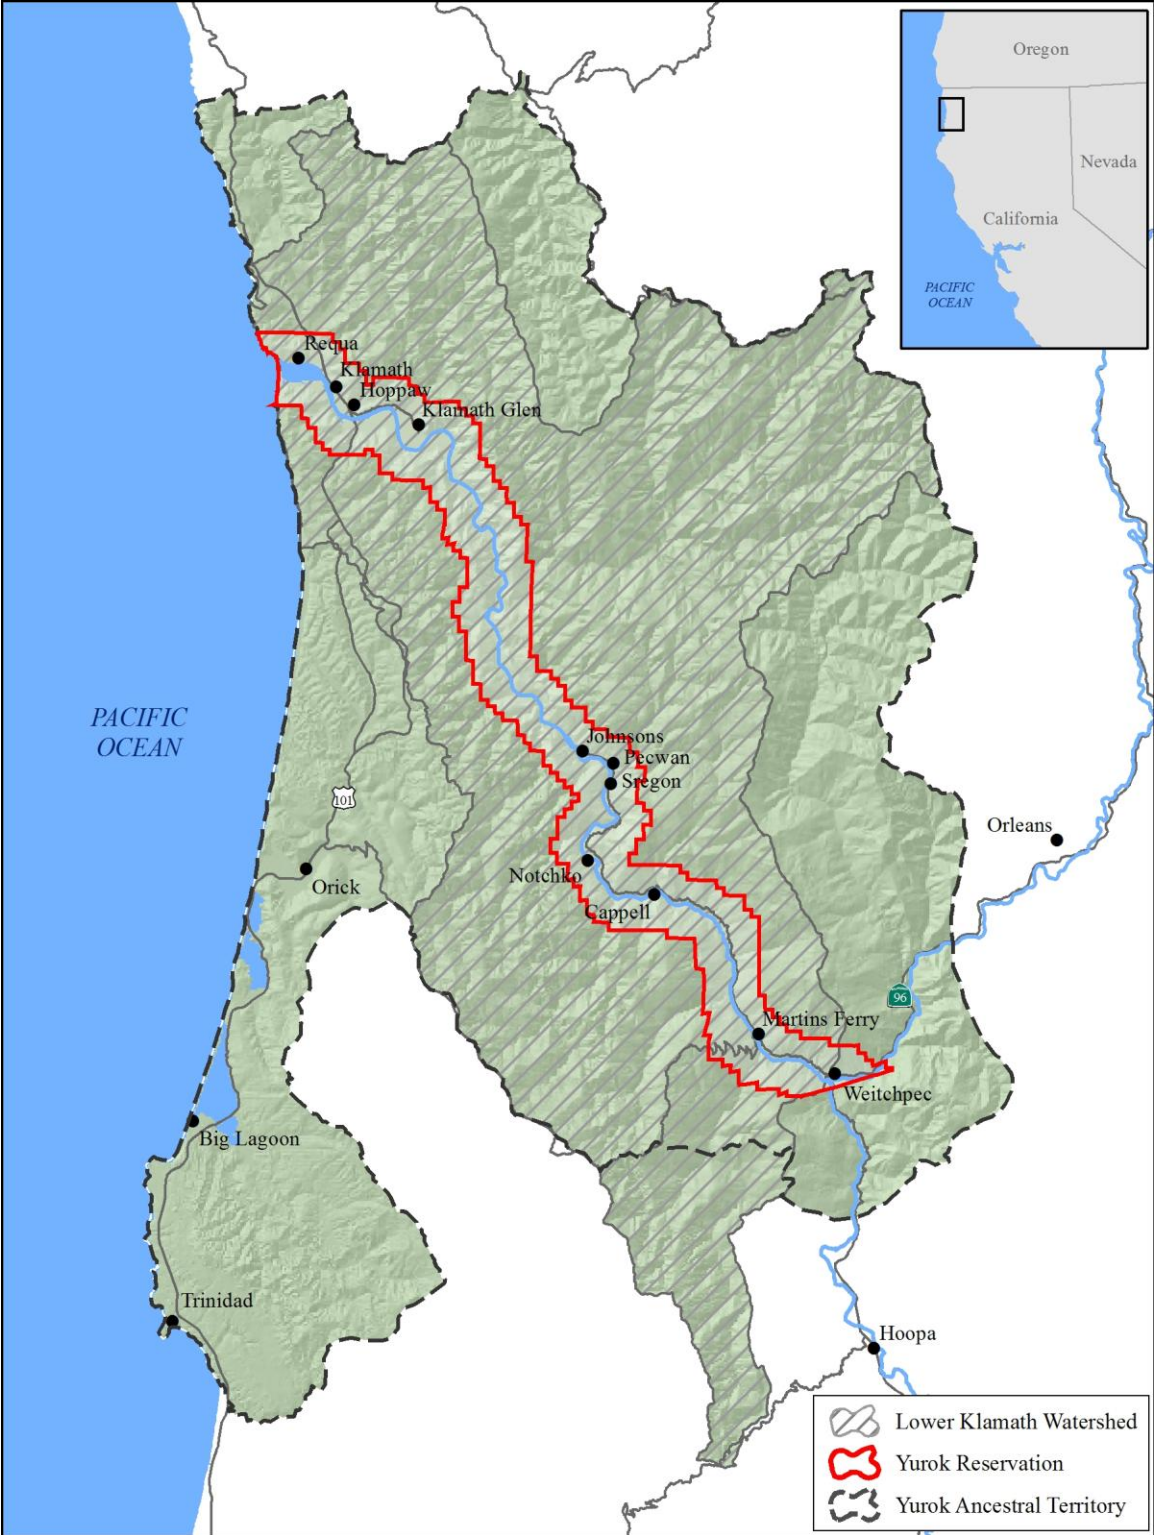 Oregon
Nevada
California
PACIFIC
OCEAN
Requa
Klamath
Hoppaw
Klamath Glen
PACIFIC
OCEAN
Johnsons
Pecwan
Sregon
101
Orleans
Notchko
Orick
Cappell
96
Martins Ferry
Weitchpec
Big Lagoon
Trinidad
Hoopa
Lower Klamath Watershed
Yurok Reservation
Yurok Ancestral Territory